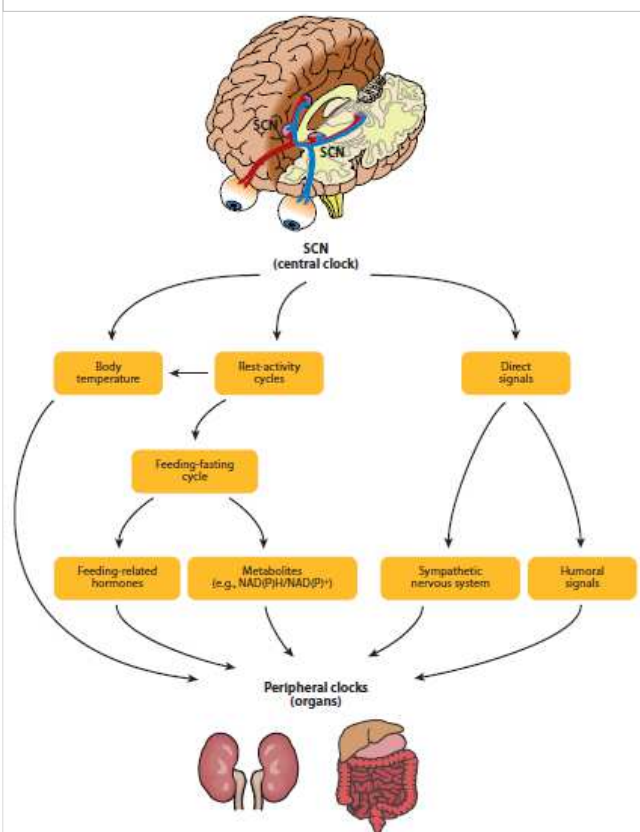 SCN
SCN
SCN
(central clock)
Body
temperature
Rest-activity
cycles
Direct
signals
Feeding-fasting
cycle
Feeding-related
hormones
Metabolites
(e.g., NAD(P)H/NAD(P)⁺)
Sympathetic
nervous system
Humoral
signals
Peripheral clocks
(organs)